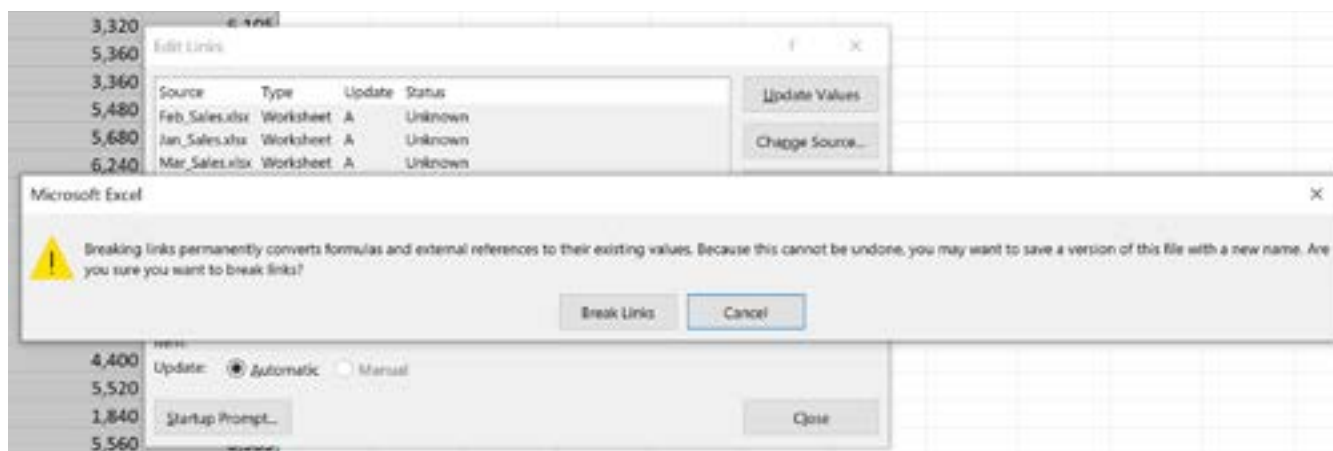 3,320 6,105
5,360
3,360
5,480
5,680
6,240
Edit Links ? ×
Source Type Update Status
Feb_Sales.xlsx Worksheet A Unknown
Jan_Sales.xlsx Worksheet A Unknown
Mar_Sales.xlsx Worksheet A Unknown
Update Values
Change Source...
Microsoft Excel
Breaking links permanently converts formulas and external references to their existing values. Because this cannot be undone, you may want to save a version of this file with a new name. Are
you sure you want to break links?
Break Links Cancel
4,400
5,520
1,840
5,560
Update: Automatic Manual
Startup Prompt... Close